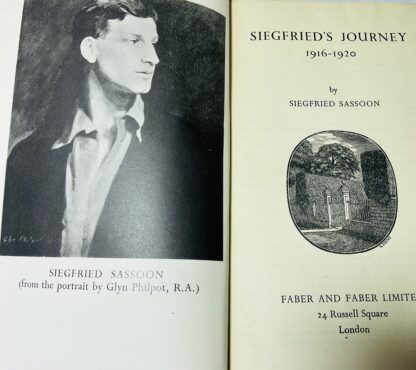 SIEGFRIED SASSOON
(from the portrait by Glyn Philpot, R.A.)
SIEGFRIED'S JOURNEY
1916-1920
by
SIEGFRIED SASSOON
FABER AND FABER LIMITE
24 Russell Square
London